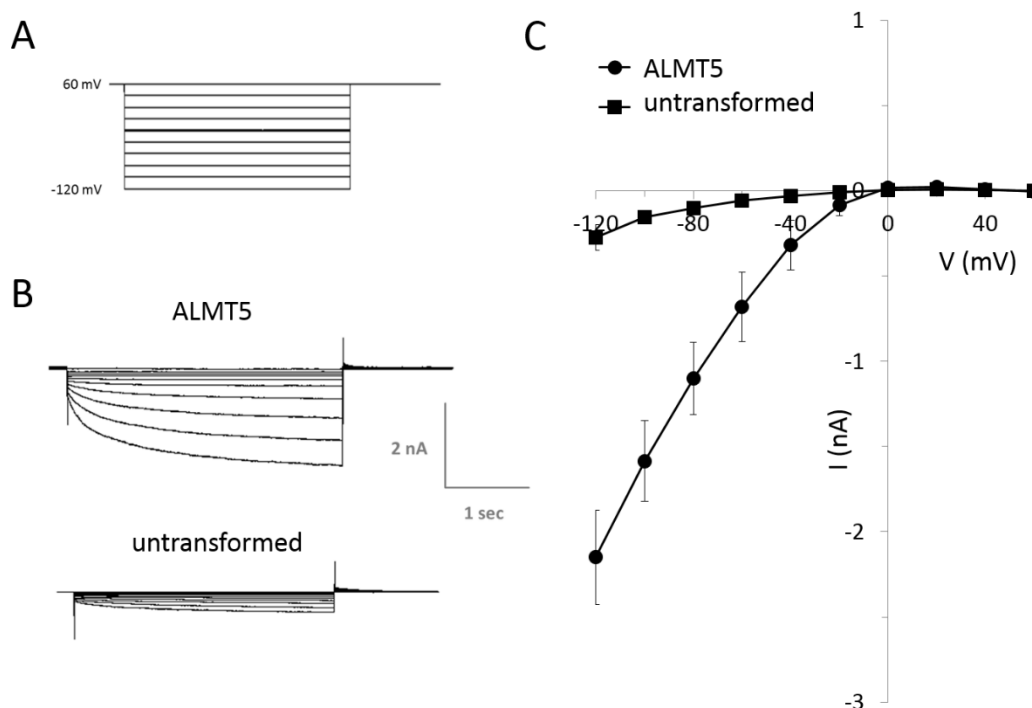 A
60 mV
-120 mV
B
ALMT5
2 nA
1 sec
untransformed
C
ALMT5
untransformed
1
0
-1
-2
-3
I (nA)
-120
-80
-40
0
40
V (mV)